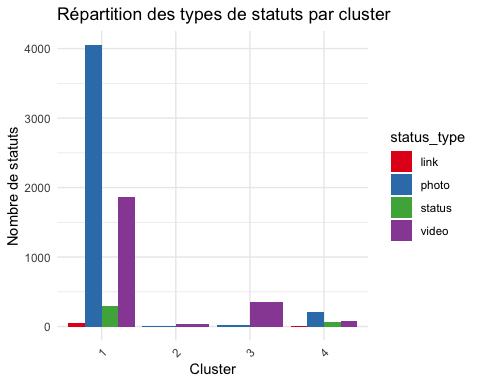 Répartition des types de statuts par cluster
Nombre de statuts
4000
3000
2000
1000
0
1
2
3
4
Cluster
status_type
link
photo
status
video